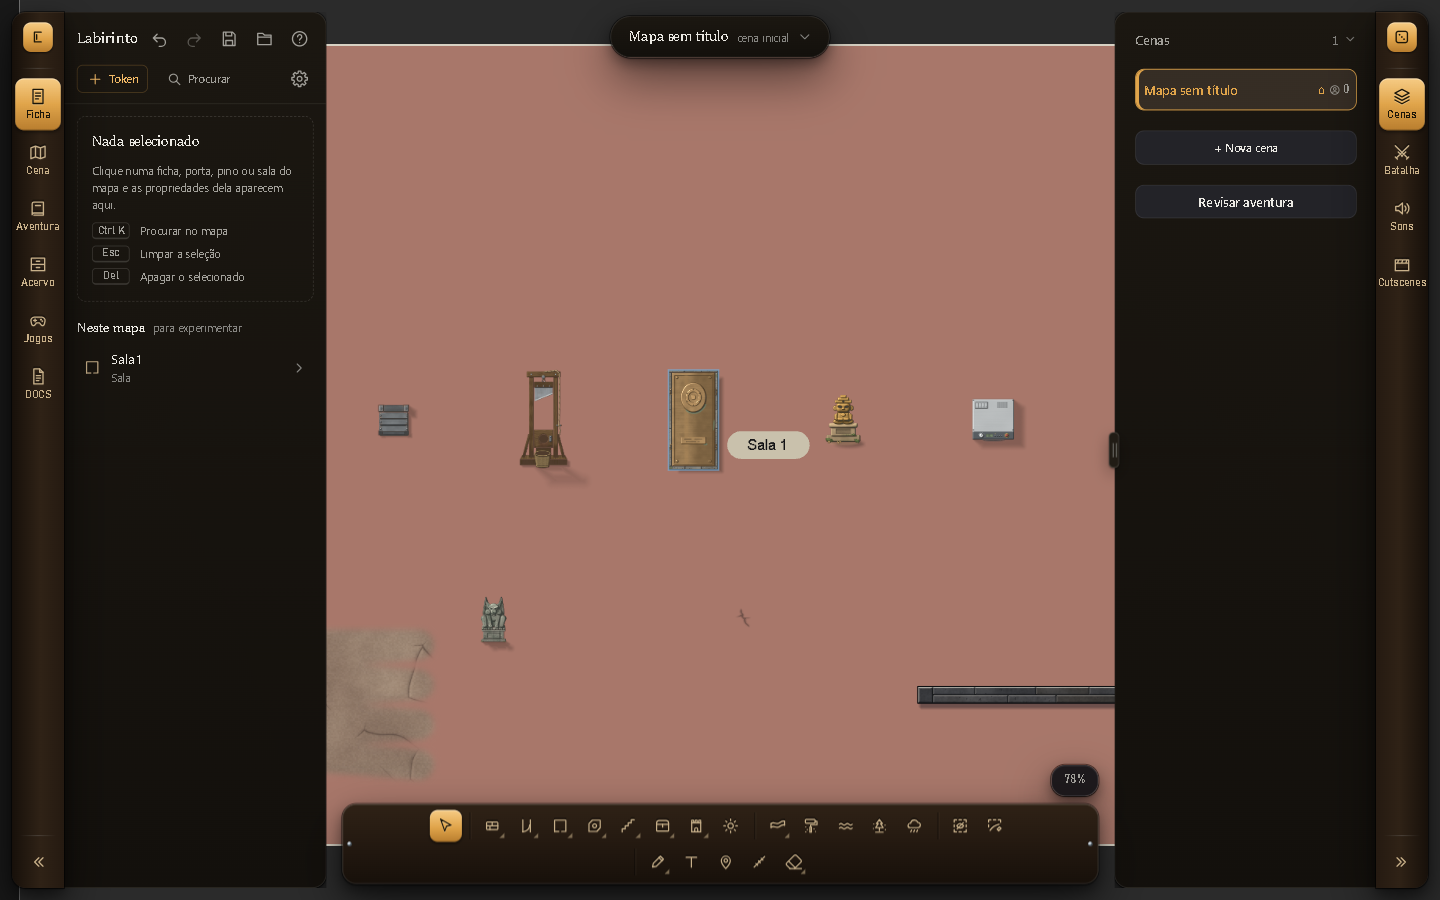 Labirinto
Token
Procurar
Ficha
Cena
Aventura
Acervo
Jogos
DOCS
Nada selecionado
Clique numa ficha, porta, pino ou sala do
mapa e as propriedades dela aparecem
aqui.
Ctrl K Procurar no mapa
Esc Limpar a seleção
Del Apagar o selecionado
Neste mapa para experimentar
Sala 1
Sala
Mapa sem título cena inicial
Sala 1
78%
Cenas 1
Mapa sem título 0
+ Nova cena
Revisar aventura
Cenas
Batalha
Sons
Cutscenes